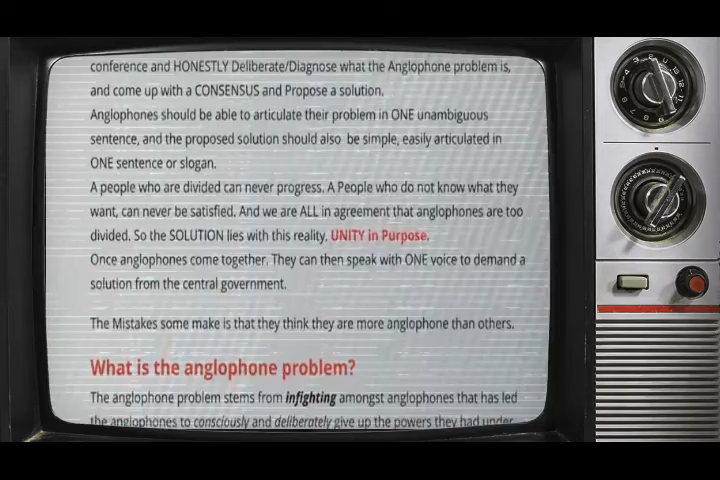 conference and HONESTLY Deliberate/Diagnose what the Anglophone problem is,
and come up with a CONSENSUS and Propose a solution.
Anglophones should be able to articulate their problem in ONE unambiguous
sentence, and the proposed solution should also be simple, easily articulated in
ONE sentence or slogan.
A people who are divided can never progress. A People who do not know what they
want, can never be satisfied. And we are ALL in agreement that anglophones are too
divided. So the SOLUTION lies with this reality. UNITY in Purpose.
Once anglophones come together. They can then speak with ONE voice to demand a
solution from the central government.
The Mistakes some make is that they think they are more anglophone than others.
What is the anglophone problem?
The anglophone problem stems from infighting amongst anglophones that has led
the anglophones to consciously and deliberately give up the powers they had under